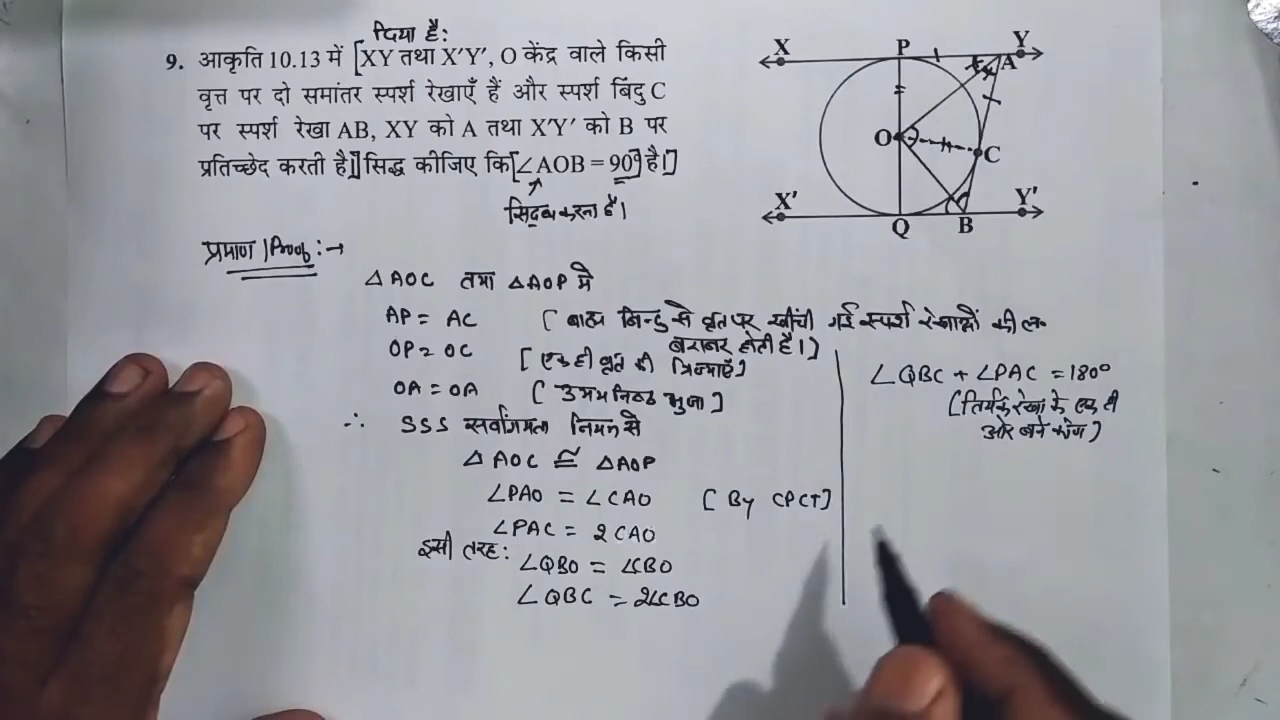 दिया है:
9. आकृति 10.13 में [XY तथा X′Y′, O केंद्र वाले किसी
वृत्त पर दो समांतर स्पर्श रेखाएँ हैं और स्पर्श बिंदु C
पर स्पर्श रेखा AB, XY को A तथा X′Y′ को B पर
प्रतिच्छेद करती है।] सिद्ध कीजिए कि [∠AOB = 90° है।]
सिद्ध करना है।
X P Y
A
O
C
X′ Y′
Q B
प्रमाण / Proof :→
△AOC तथा △AOP में
AP = AC [बाह्य बिन्दु से वृत्त पर खींची गई स्पर्श रेखाओं की ल०
बराबर होती है।]
OP = OC [एक ही वृत्त की त्रिज्याएँ]
OA = OA [उभयनिष्ठ भुजा]
∴ SSS सर्वांगसमता नियम से
△AOC ≅ △AOP
∠PAO = ∠CAO [By CPCT]
∠PAC = 2CAO
इसी तरह:
∠QBO = ∠CBO
∠QBC = 2∠CBO
∠QBC + ∠PAC = 180°
[तिर्यक रेखा के एक ही
ओर बने कोण]